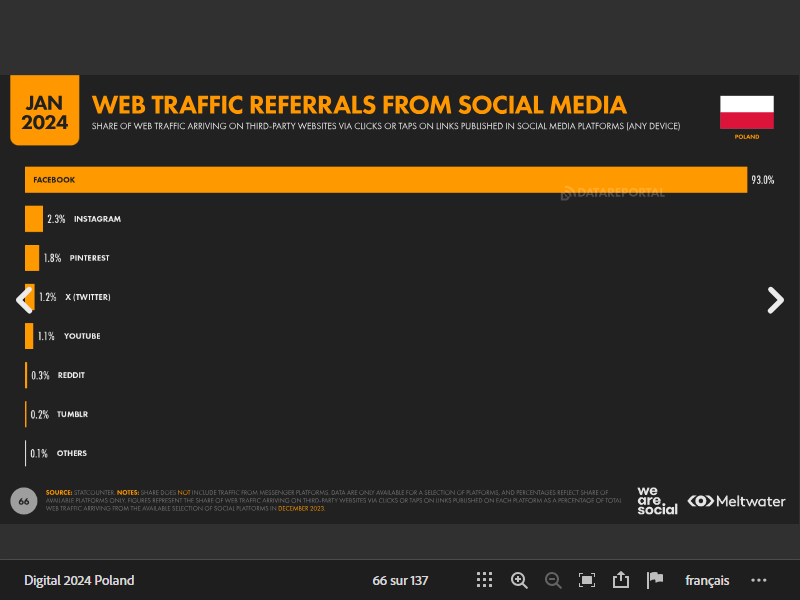 JAN
2024
WEB TRAFFIC REFERRALS FROM SOCIAL MEDIA
SHARE OF WEB TRAFFIC ARRIVING ON THIRD-PARTY WEBSITES VIA CLICKS OR TAPS ON LINKS PUBLISHED IN SOCIAL MEDIA PLATFORMS (ANY DEVICE)
POLAND
FACEBOOK 93.0%
DATAREPORTAL
2.3% INSTAGRAM
1.8% PINTEREST
1.2% X (TWITTER)
1.1% YOUTUBE
0.3% REDDIT
0.2% TUMBLR
0.1% OTHERS
66
SOURCE: STATCOUNTER. NOTES: SHARE DOES NOT INCLUDE TRAFFIC FROM MESSENGER PLATFORMS. DATA ARE ONLY AVAILABLE FOR A SELECTION OF PLATFORMS, AND PERCENTAGES REFLECT SHARE OF
AVAILABLE PLATFORMS ONLY. FIGURES REPRESENT THE SHARE OF WEB TRAFFIC ARRIVING ON THIRD-PARTY WEBSITES VIA CLICKS OR TAPS ON LINKS PUBLISHED ON EACH PLATFORM AS A PERCENTAGE OF TOTAL
WEB TRAFFIC ARRIVING FROM THE AVAILABLE SELECTION OF SOCIAL PLATFORMS IN DECEMBER 2023.
we
are.
social
Meltwater
Digital 2024 Poland
66 sur 137
français